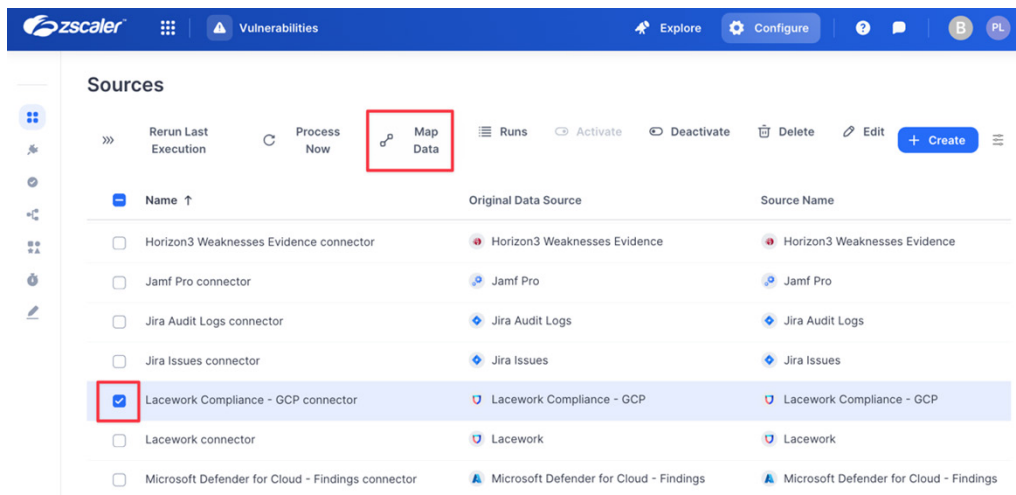 zscaler Vulnerabilities Explore Configure ? B PL
Sources
Rerun Last Execution Process Now Map Data Runs Activate Deactivate Delete Edit + Create
Name ↑ Original Data Source Source Name
Horizon3 Weaknesses Evidence connector Horizon3 Weaknesses Evidence Horizon3 Weaknesses Evidence
Jamf Pro connector Jamf Pro Jamf Pro
Jira Audit Logs connector Jira Audit Logs Jira Audit Logs
Jira Issues connector Jira Issues Jira Issues
Lacework Compliance - GCP connector Lacework Compliance - GCP Lacework Compliance - GCP
Lacework connector Lacework Lacework
Microsoft Defender for Cloud - Findings connector Microsoft Defender for Cloud - Findings Microsoft Defender for Cloud - Findings